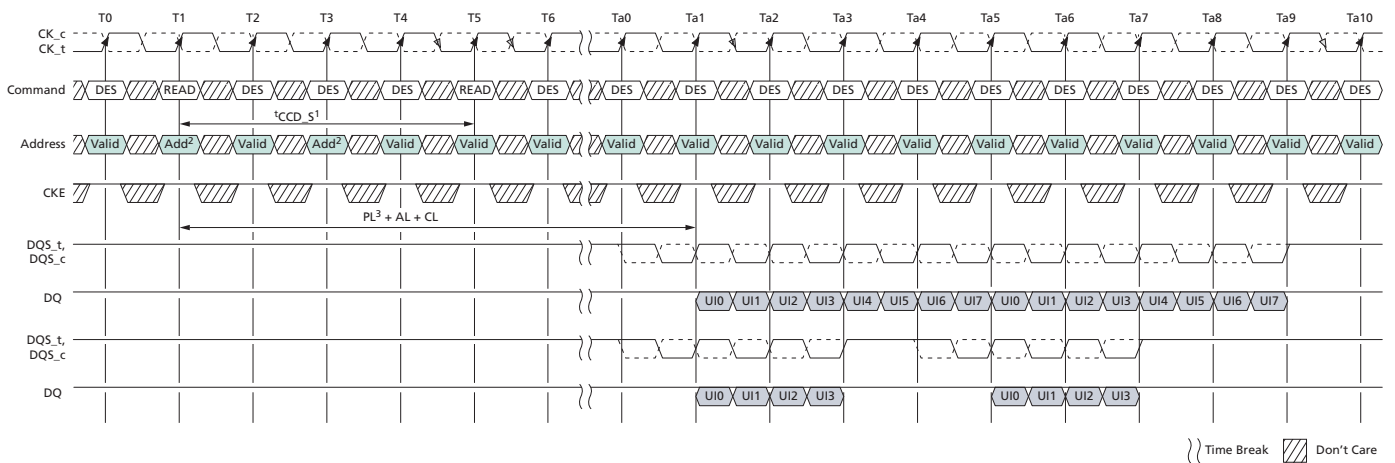 T0 T1 T2 T3 T4 T5 T6 Ta0 Ta1 Ta2 Ta3 Ta4 Ta5 Ta6 Ta7 Ta8 Ta9 Ta10
CK_c
CK_t
Command DES READ DES DES DES READ DES DES DES DES DES DES DES DES DES DES DES DES
tCCD_S1
Address Valid Add2 Valid Add2 Valid Valid Valid Valid Valid Valid Valid Valid Valid Valid Valid Valid Valid Valid
CKE
PL3 + AL + CL
DQS_t,
DQS_c
DQ UI0 UI1 UI2 UI3 UI4 UI5 UI6 UI7 UI0 UI1 UI2 UI3 UI4 UI5 UI6 UI7
DQS_t,
DQS_c
DQ UI0 UI1 UI2 UI3 UI0 UI1 UI2 UI3
Time Break Don't Care